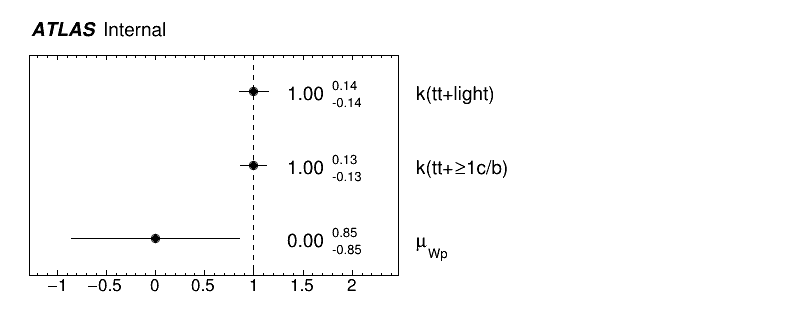 ATLAS Internal
1.00 0.14 -0.14 k(tt+light)
1.00 0.13 -0.13 k(tt+≥1c/b)
0.00 0.85 -0.85 μWp
−1 −0.5 0 0.5 1 1.5 2